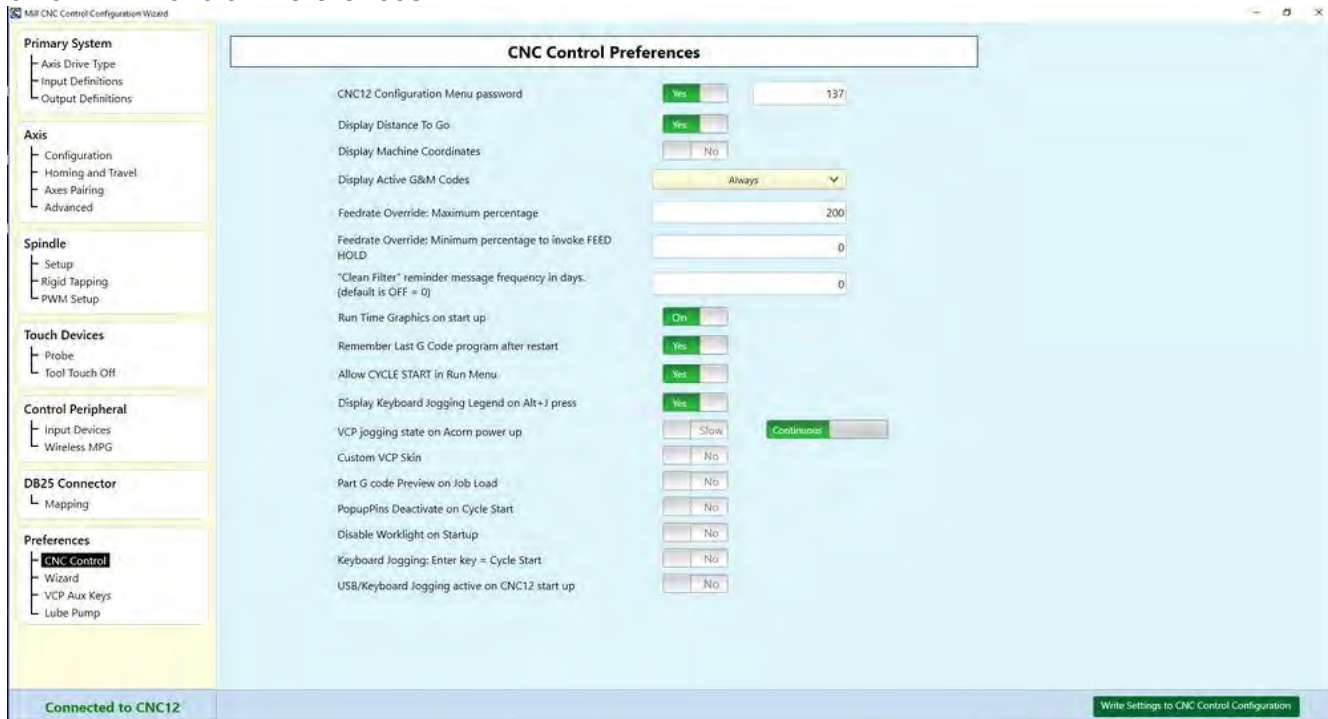 Mill CNC Control Configuration Wizard
Primary System
Axis Drive Type
Input Definitions
Output Definitions
Axis
Configuration
Homing and Travel
Axes Pairing
Advanced
Spindle
Setup
Rigid Tapping
PWM Setup
Touch Devices
Probe
Tool Touch Off
Control Peripheral
Input Devices
Wireless MPG
DB25 Connector
Mapping
Preferences
CNC Control
Wizard
VCP Aux Keys
Lube Pump
Connected to CNC12
CNC Control Preferences
CNC12 Configuration Menu password Yes 137
Display Distance To Go Yes
Display Machine Coordinates No
Display Active G&M Codes Always
Feedrate Override: Maximum percentage 200
Feedrate Override: Minimum percentage to invoke FEED
HOLD 0
"Clean Filter" reminder message frequency in days.
(default is OFF = 0) 0
Run Time Graphics on start up On
Remember Last G Code program after restart Yes
Allow CYCLE START in Run Menu Yes
Display Keyboard Jogging Legend on Alt+J press Yes
VCP jogging state on Acorn power up Slow Continuous
Custom VCP Skin No
Part G code Preview on Job Load No
PopupPins Deactivate on Cycle Start No
Disable Worklight on Startup No
Keyboard Jogging: Enter key = Cycle Start No
USB/Keyboard Jogging active on CNC12 start up No
Write Settings to CNC Control Configuration